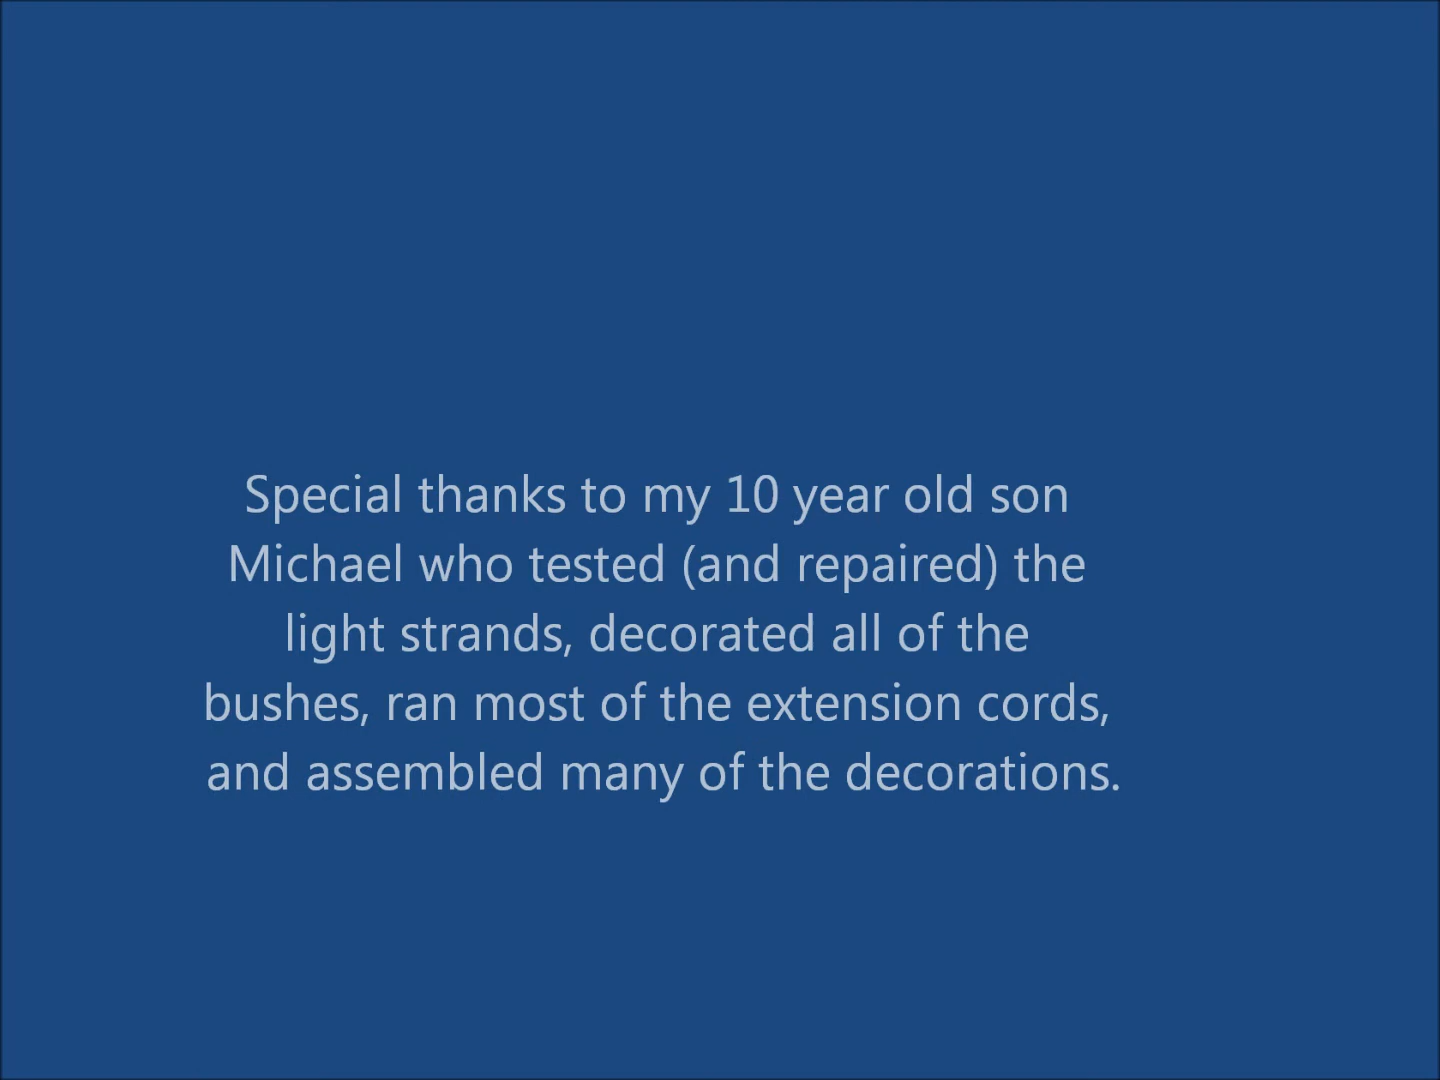 Special thanks to my 10 year old son
Michael who tested (and repaired) the
light strands, decorated all of the
bushes, ran most of the extension cords,
and assembled many of the decorations.